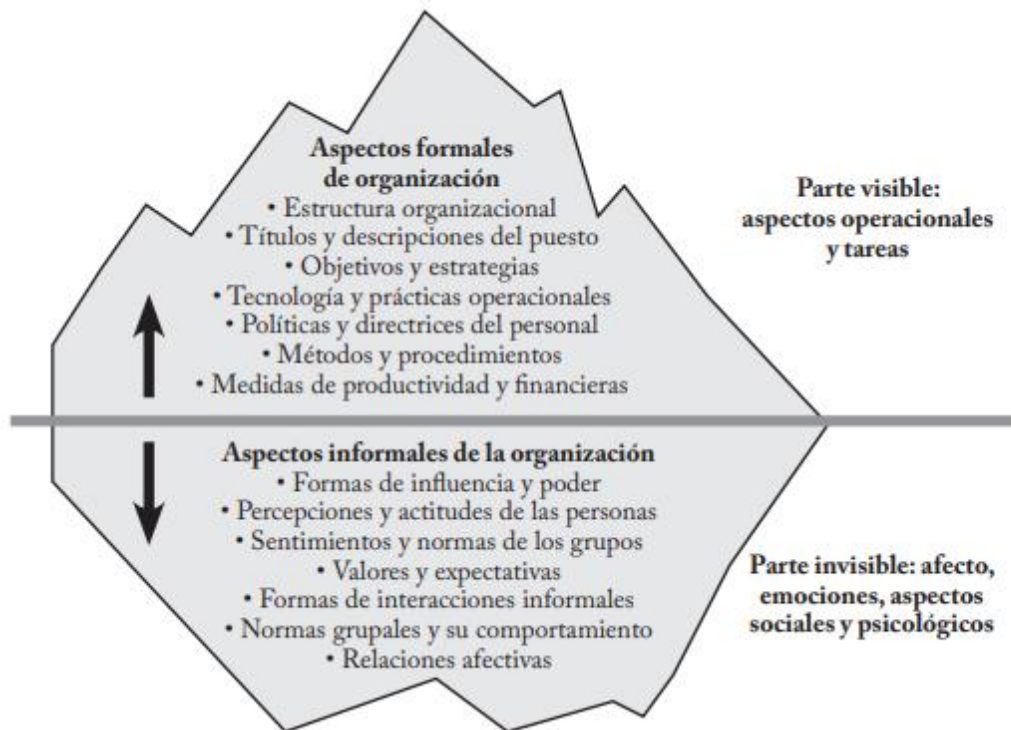 Aspectos formales
de organización
• Estructura organizacional
• Títulos y descripciones del puesto
• Objetivos y estrategias
• Tecnología y prácticas operacionales
• Políticas y directrices del personal
• Métodos y procedimientos
• Medidas de productividad y financieras
Parte visible:
aspectos operacionales
y tareas
Aspectos informales de la organización
• Formas de influencia y poder
• Percepciones y actitudes de las personas
• Sentimientos y normas de los grupos
• Valores y expectativas
• Formas de interacciones informales
• Normas grupales y su comportamiento
• Relaciones afectivas
Parte invisible: afecto,
emociones, aspectos
sociales y psicológicos